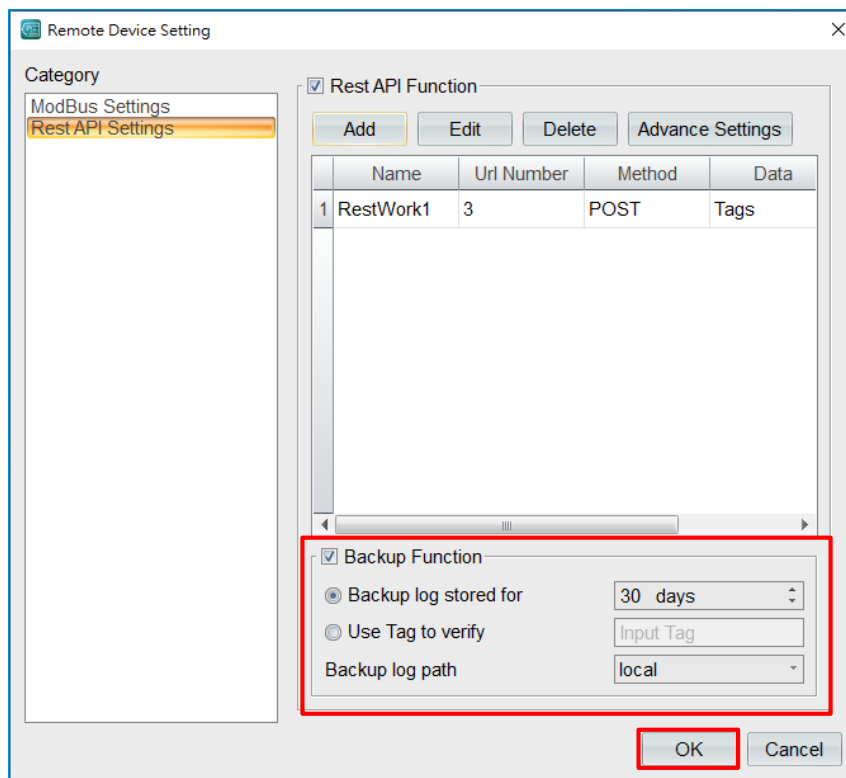 Remote Device Setting
Category
ModBus Settings
Rest API Settings
Rest API Function
Add Edit Delete Advance Settings
Name Url Number Method Data
1 RestWork1 3 POST Tags
Backup Function
Backup log stored for 30 days
Use Tag to verify Input Tag
Backup log path local
OK Cancel